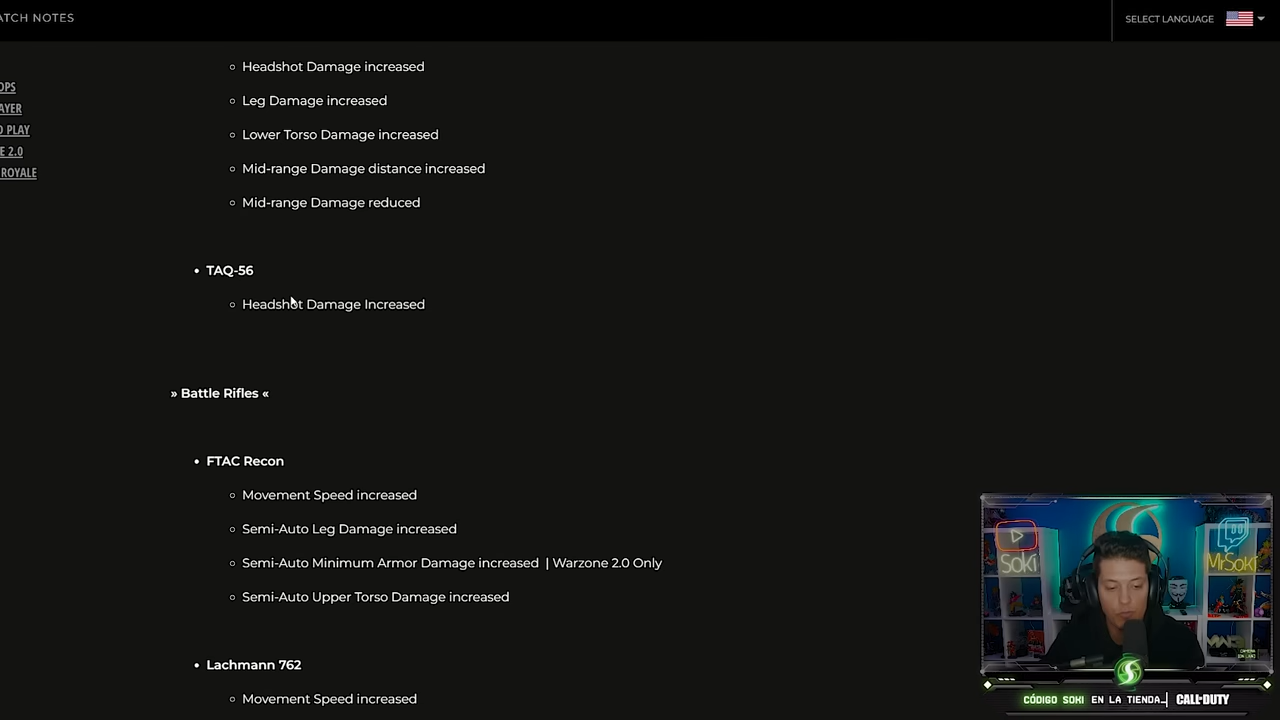 ATCH NOTES
SELECT LANGUAGE
OPS
AYER
O PLAY
E 2.0
ROYALE
Headshot Damage increased
Leg Damage increased
Lower Torso Damage increased
Mid-range Damage distance increased
Mid-range Damage reduced
TAQ-56
Headshot Damage Increased
» Battle Rifles «
FTAC Recon
Movement Speed increased
Semi-Auto Leg Damage increased
Semi-Auto Minimum Armor Damage increased | Warzone 2.0 Only
Semi-Auto Upper Torso Damage increased
Lachmann 762
Movement Speed increased
Soki
MrSoki
CÓDIGO SOKI EN LA TIENDA
CALL OF DUTY